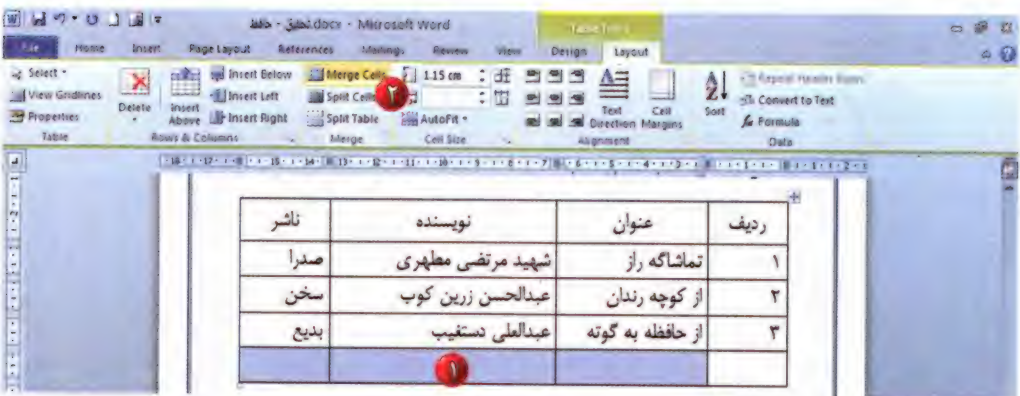 تحقیق - حافظ.docx - Microsoft Word
Table Tools
File Home Insert Page Layout References Mailings Review View Design Layout
Select
View Gridlines
Properties
Table
Delete
Insert Above
Insert Below
Insert Left
Insert Right
Rows & Columns
Merge Cells
Split Cells
Split Table
Merge
۲
1.15 cm
AutoFit
Cell Size
Text Direction
Cell Margins
Alignment
Sort
Repeat Header Rows
Convert to Text
Formula
Data
ردیف عنوان نویسنده ناشر
۱ تماشاگه راز شهید مرتضی مطهری صدرا
۲ از کوچه رندان عبدالحسن زرین کوب سخن
۳ از حافظه به گوته عبدالعلی دستغیب بدیع
۱